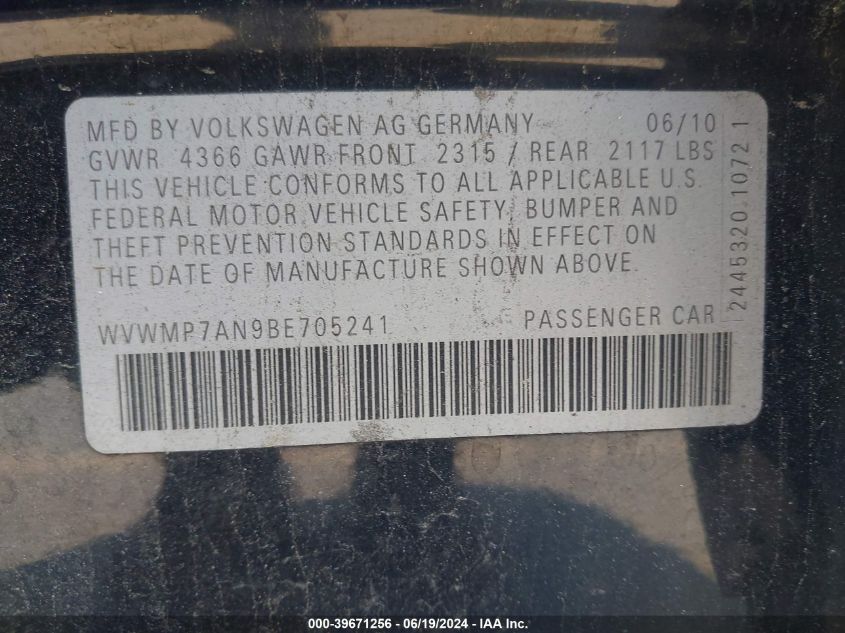 MFD BY VOLKSWAGEN AG GERMANY 06/10
GVWR 4366 GAWR FRONT 2315 / REAR 2117 LBS
THIS VEHICLE CONFORMS TO ALL APPLICABLE U.S.
FEDERAL MOTOR VEHICLE SAFETY, BUMPER AND
THEFT PREVENTION STANDARDS IN EFFECT ON
THE DATE OF MANUFACTURE SHOWN ABOVE.
WVWMP7AN9BE705241 PASSENGER CAR
2445320.1072 1
000-39671256 - 06/19/2024 - IAA Inc.